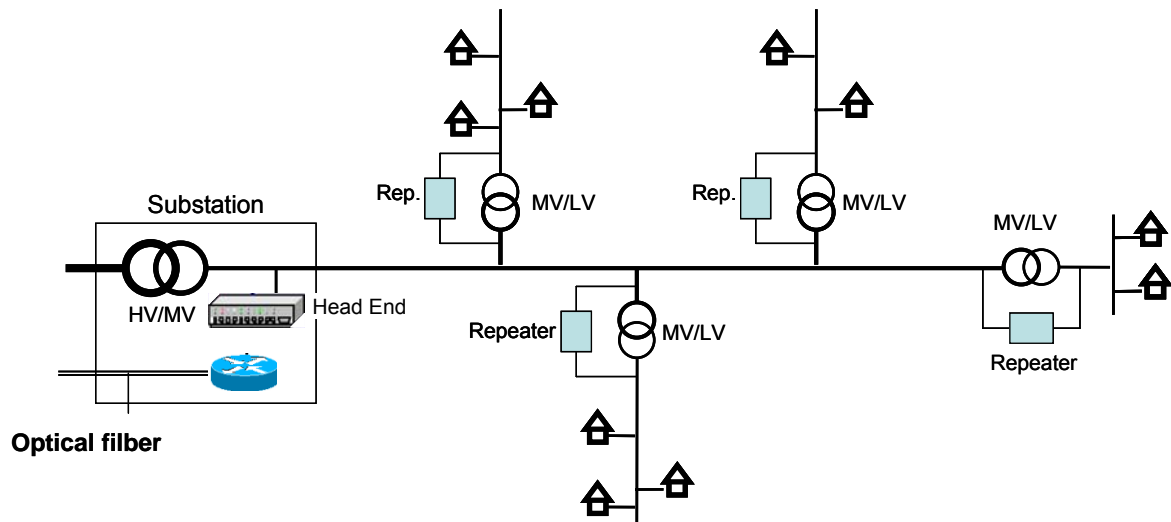 Rep.
MV/LV
Rep.
MV/LV
Substation
MV/LV
HV/MV
Head End
Repeater
MV/LV
Repeater
Optical filber